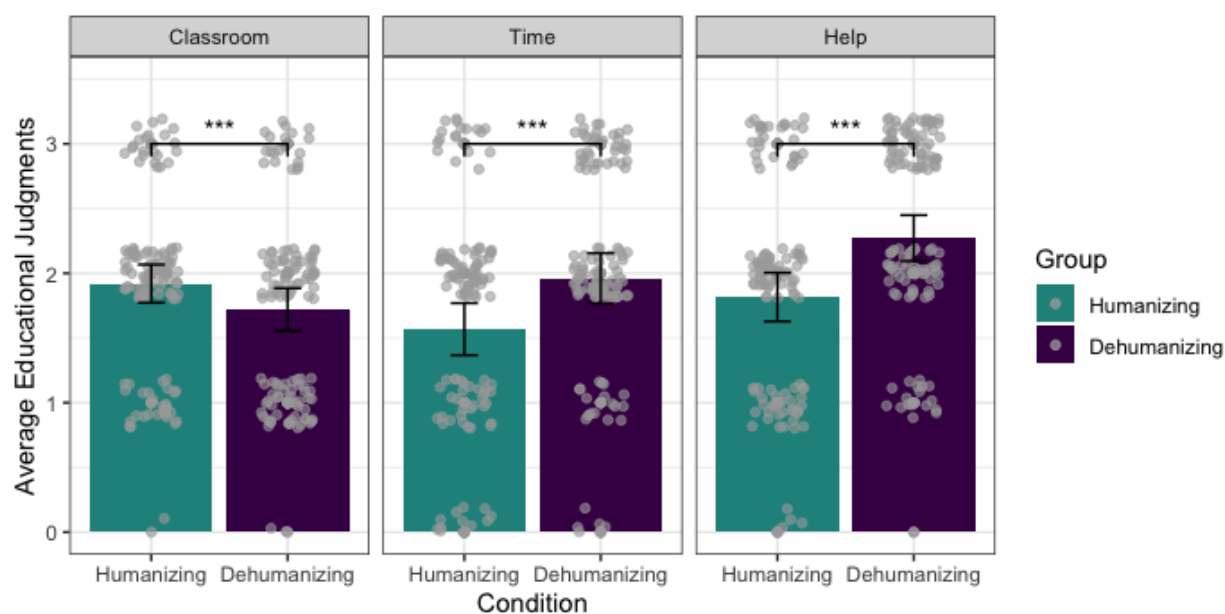 Classroom
Time
Help
Average Educational Judgments
3
2
1
0
***
***
***
Humanizing
Dehumanizing
Humanizing
Dehumanizing
Humanizing
Dehumanizing
Condition
Group
Humanizing
Dehumanizing